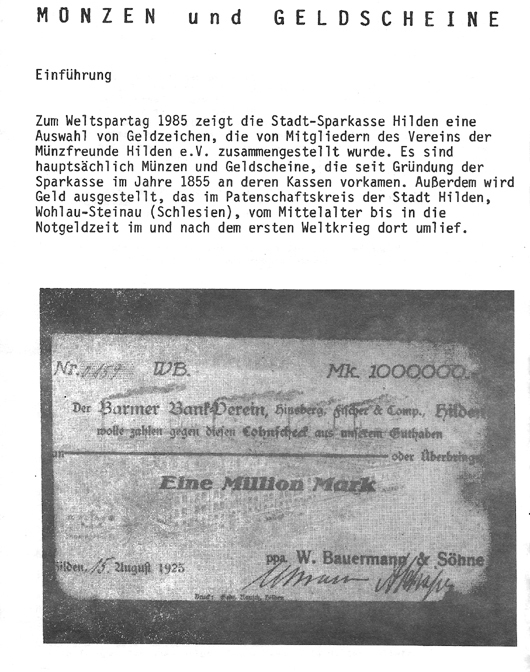 MÜNZEN und GELDSCHEINE
Einführung
Zum Weltspartag 1985 zeigt die Stadt-Sparkasse Hilden eine
Auswahl von Geldzeichen, die von Mitgliedern des Vereins der
Münzfreunde Hilden e.V. zusammengestellt wurde. Es sind
hauptsächlich Münzen und Geldscheine, die seit Gründung der
Sparkasse im Jahre 1855 an deren Kassen vorkamen. Außerdem wird
Geld ausgestellt, das im Patenschaftskreis der Stadt Hilden,
Wohlau-Steinau (Schlesien), vom Mittelalter bis in die
Notgeldzeit im und nach dem ersten Weltkrieg dort umlief.
Nr. WB. Mk. 1000000.-
Der Barmer Bank-Verein, Hinsberg, Fischer & Comp., Hilden
wolle zahlen gegen diesen Lohnscheck aus unserem Guthaben
an oder Überbringe
Eine Million Mark
Hilden, 15. August 1923
ppa. W. Bauermann & Söhne
Druck: